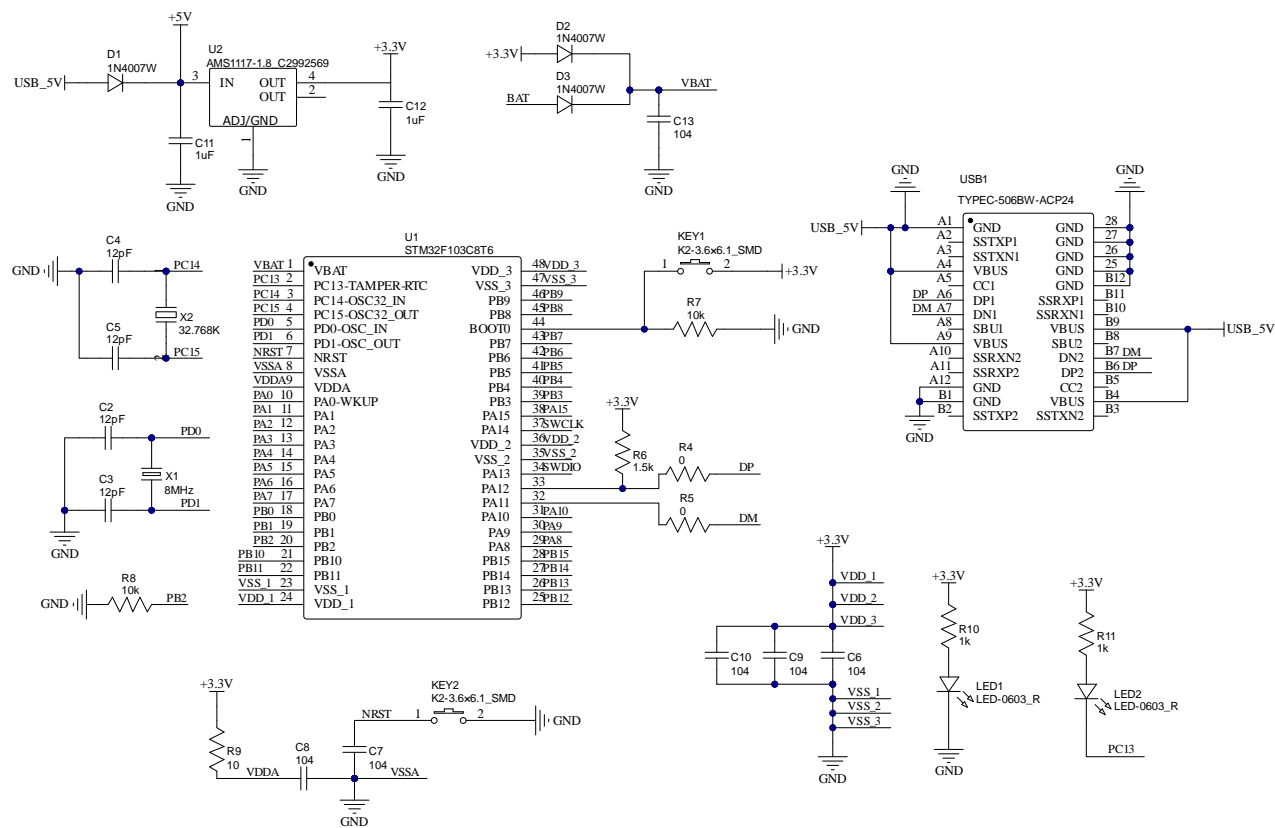 +5V
D1
1N4007W
USB_5V
U2
AMS1117-1.8_C2992569
3
IN
OUT
4
OUT
2
ADJ/GND
1
C11
1uF
GND
GND
+3.3V
C12
1uF
GND
D2
1N4007W
+3.3V
D3
1N4007W
BAT
VBAT
C13
104
GND
C4
12pF
GND
PC14
X2
32.768K
C5
12pF
2
PC15
C2
12pF
PD0
X1
8MHz
C3
12pF
PD1
GND
R8
10k
GND
PB2
U1
STM32F103C8T6
VBAT 1 VBAT
PC13 2 PC13-TAMPER-RTC
PC14 3 PC14-OSC32_IN
PC15 4 PC15-OSC32_OUT
PD0 5 PD0-OSC_IN
PD1 6 PD1-OSC_OUT
NRST 7 NRST
VSSA 8 VSSA
VDDA 9 VDDA
PA0 10 PA0-WKUP
PA1 11 PA1
PA2 12 PA2
PA3 13 PA3
PA4 14 PA4
PA5 15 PA5
PA6 16 PA6
PA7 17 PA7
PB0 18 PB0
PB1 19 PB1
PB2 20 PB2
PB10 21 PB10
PB11 22 PB11
VSS_1 23 VSS_1
VDD_1 24 VDD_1
VDD_3 48 VDD_3
VSS_3 47 VSS_3
PB9 46 PB9
PB8 45 PB8
BOOT0 44
PB7 43 PB7
PB6 42 PB6
PB5 41 PB5
PB4 40 PB4
PB3 39 PB3
PA15 38 PA15
PA14 37 SWCLK
VDD_2 36 VDD_2
VSS_2 35 VSS_2
PA13 34 SWDIO
PA12 33
PA11 32
PA10 31 PA10
PA9 30 PA9
PA8 29 PA8
PB15 28 PB15
PB14 27 PB14
PB13 26 PB13
PB12 25 PB12
KEY1
K2-3.6×6.1_SMD
1 2
+3.3V
R7
10k
GND
+3.3V
R6
1.5k
R4
0
DP
R5
0
DM
USB1
TYPEC-506BW-ACP24
GND
GND
USB_5V
A1 GND
A2 SSTXP1
A3 SSTXN1
A4 VBUS
A5 CC1
DP A6 DP1
DM A7 DN1
A8 SBU1
A9 VBUS
A10 SSRXN2
A11 SSRXP2
A12 GND
B1 GND
B2 SSTXP2
GND
GND 28
GND 27
GND 26
GND 25
GND B12
SSRXP1 B11
SSRXN1 B10
VBUS B9
SBU2 B8
DN2 B7 DM
DP2 B6 DP
CC2 B5
VBUS B4
SSTXN2 B3
USB_5V
+3.3V
VDD_1
VDD_2
VDD_3
C10
104
C9
104
C6
104
VSS_1
VSS_2
VSS_3
GND
+3.3V
R10
1k
LED1
LED-0603_R
GND
+3.3V
R11
1k
LED2
LED-0603_R
PC13
+3.3V
R9
10
VDDA
C8
104
NRST
C7
104
VSSA
GND
KEY2
K2-3.6×6.1_SMD
1 2
GND